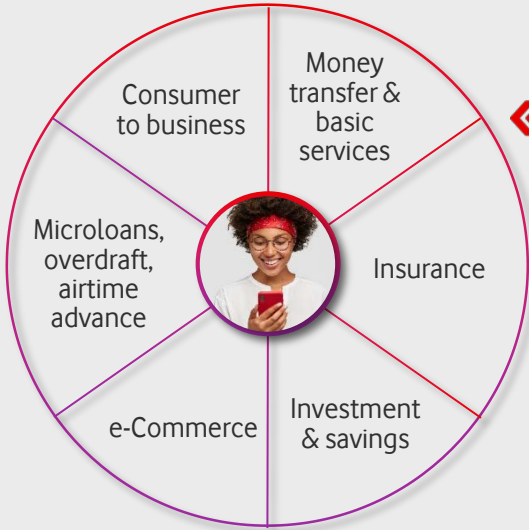 Money
transfer &
basic
services
Insurance
Investment
& savings
e-Commerce
Microloans,
overdraft,
airtime
advance
Consumer
to business